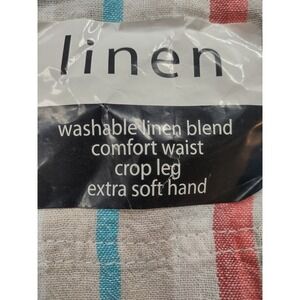 linen
washable linen blend
comfort waist
crop leg
extra soft hand